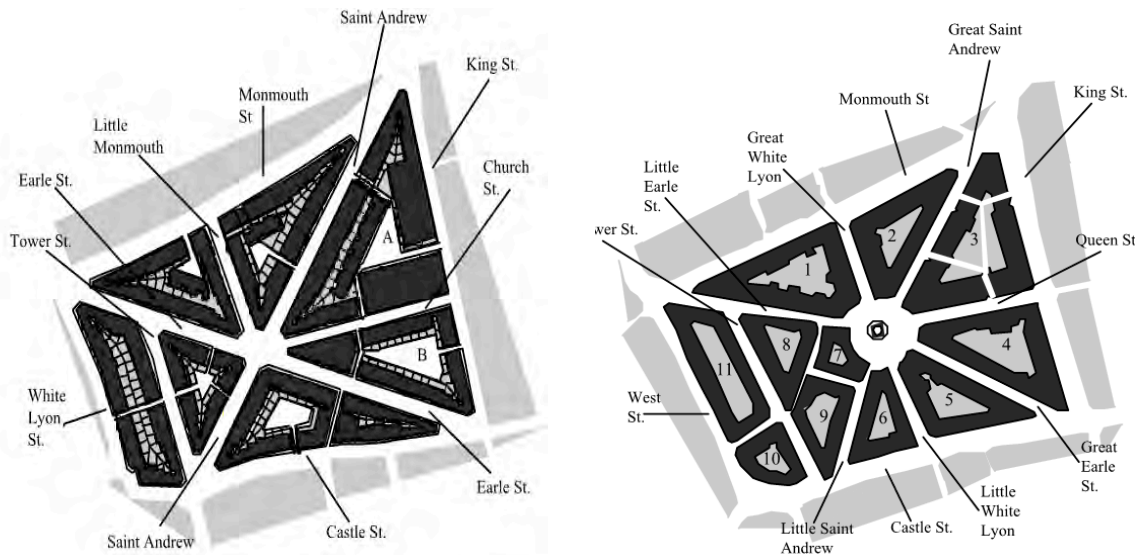 Saint Andrew
King St.
Monmouth
St
Little
Monmouth
Church
St.
Earle St.
Tower St.
A
B
White
Lyon
St.
Earle St.
Castle St.
Saint Andrew
Great Saint
Andrew
King St.
Monmouth St
Great
White
Lyon
Little
Earle
St.
wer St.
Queen St
1
2
3
4
5
6
7
8
9
10
11
West
St.
Great
Earle
St.
Little
White
Lyon
Castle St.
Little Saint
Andrew